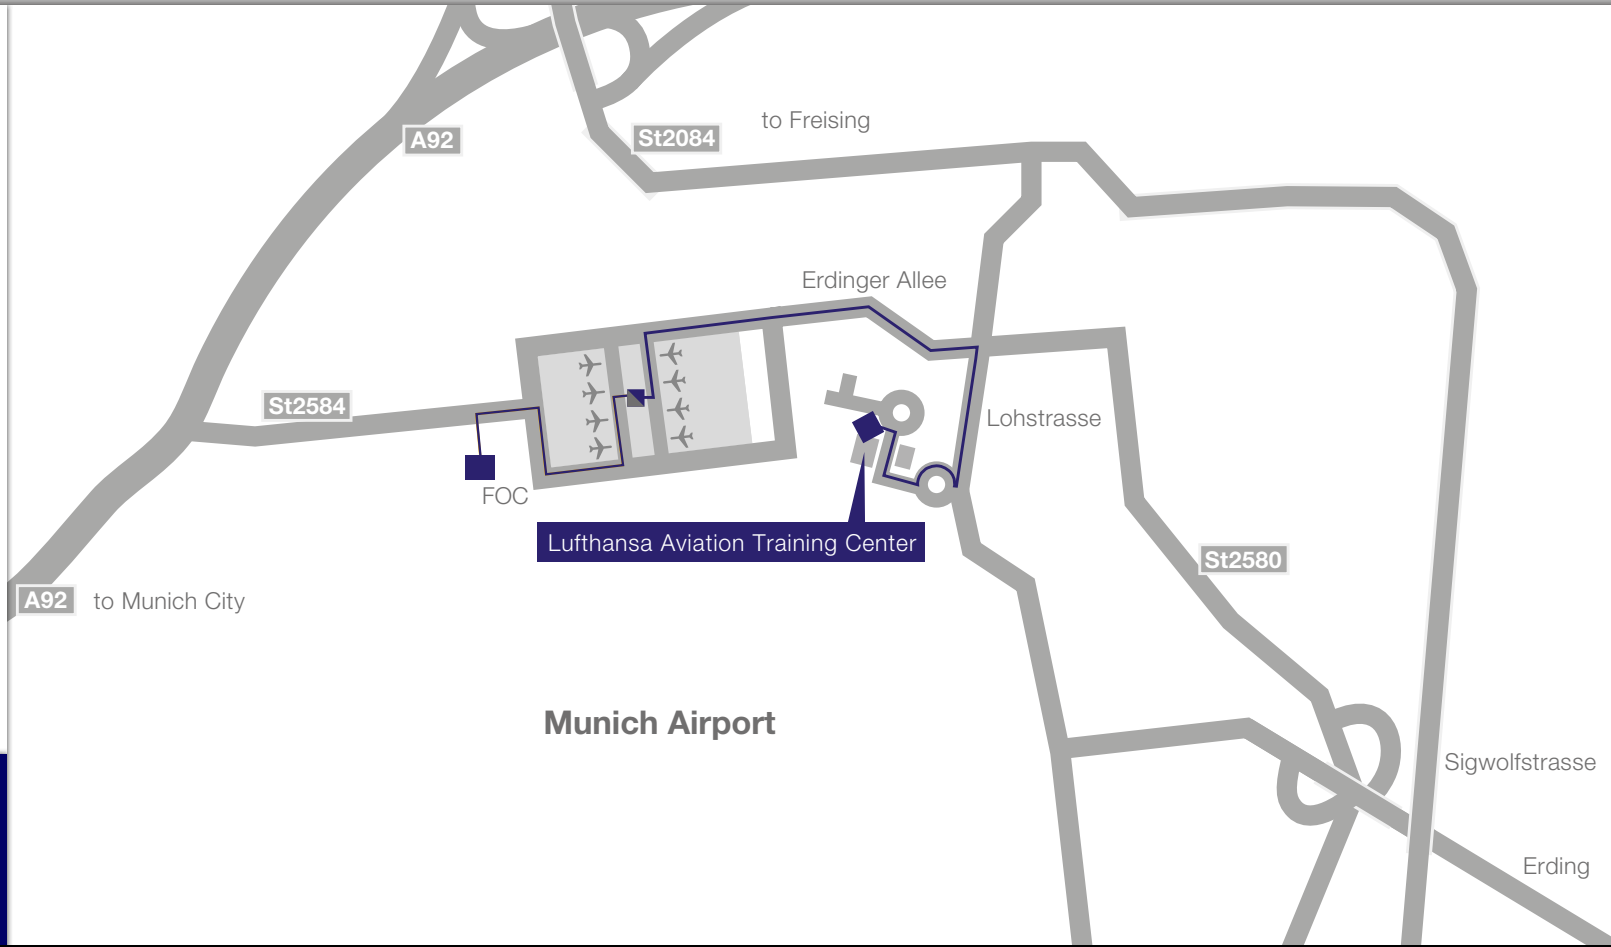 to Freising
St2084
A92
Erdinger Allee
St2584
Lohstrasse
FOC
Lufthansa Aviation Training Center
St2580
A92
to Munich City
Munich Airport
Sigwolfstrasse
Erding